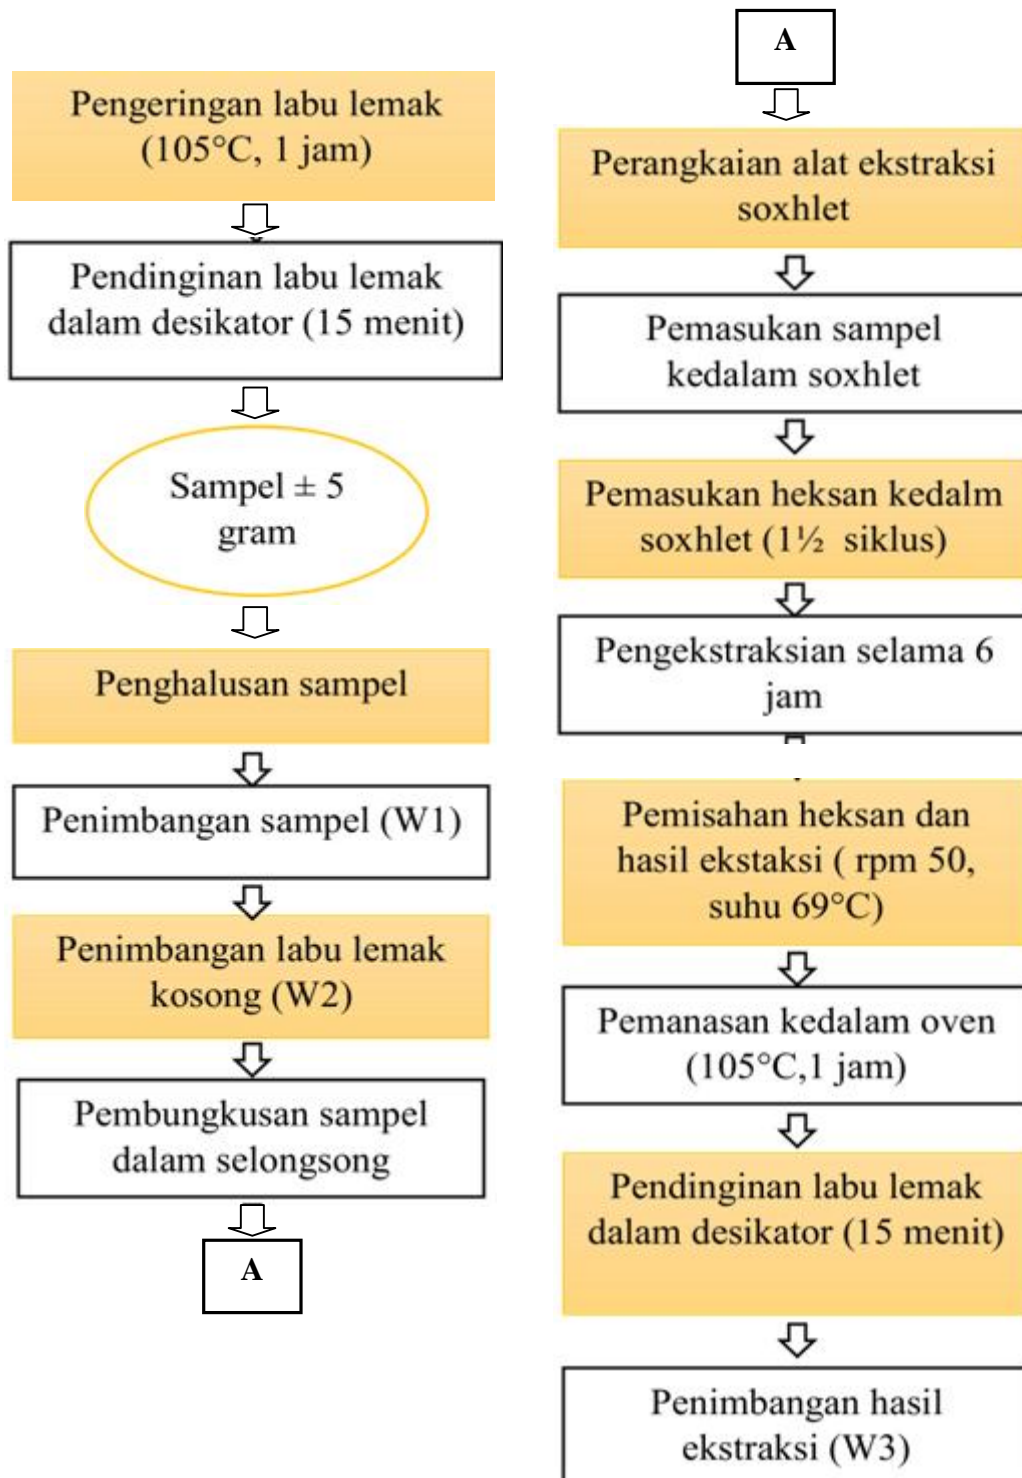 Pengeringan labu lemak
(105°C, 1 jam)
Pendinginan labu lemak
dalam desikator (15 menit)
Sampel ± 5
gram
Penghalusan sampel
Penimbangan sampel (W1)
Penimbangan labu lemak
kosong (W2)
Pembungkusan sampel
dalam selongsong
A
A
Perangkaian alat ekstraksi
soxhlet
Pemasukan sampel
kedalam soxhlet
Pemasukan heksan kedalm
soxhlet (1½ siklus)
Pengekstraksian selama 6
jam
Pemisahan heksan dan
hasil ekstaksi ( rpm 50,
suhu 69°C)
Pemanasan kedalam oven
(105°C,1 jam)
Pendinginan labu lemak
dalam desikator (15 menit)
Penimbangan hasil
ekstraksi (W3)